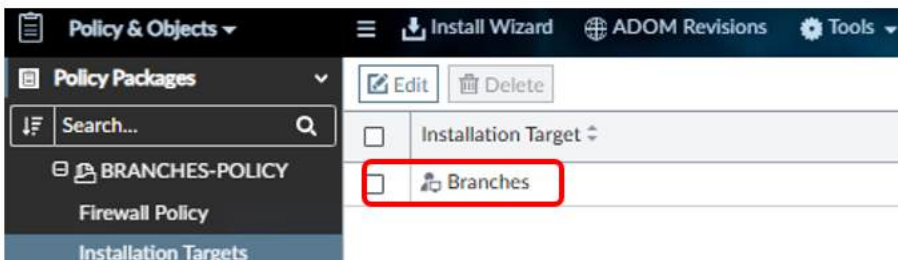 Policy & Objects Install Wizard ADOM Revisions Tools
Policy Packages Edit Delete
Search... Installation Target
BRANCHES-POLICY Branches
Firewall Policy
Installation Targets